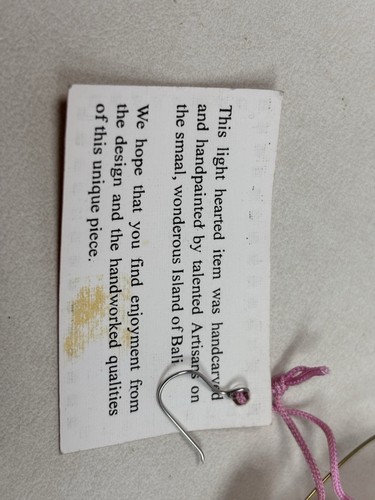 This light hearted item was handcarved
and handpainted by talented Artisans on
the smaal, wonderous Island of Bali
We hope that you find enjoyment from
the design and the handworked qualities
of this unique piece.